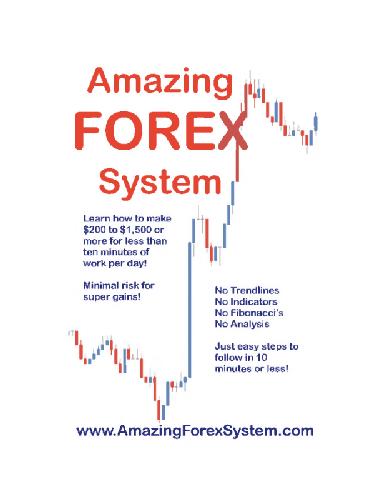 Amazing
FOREX
System
Learn how to make
$200 to $1,500 or
more for less than
ten minutes of
work per day!
Minimal risk for
super gains!
No Trendlines
No Indicators
No Fibonacci's
No Analysis
Just easy steps to
follow in 10
minutes or less!
www.AmazingForexSystem.com